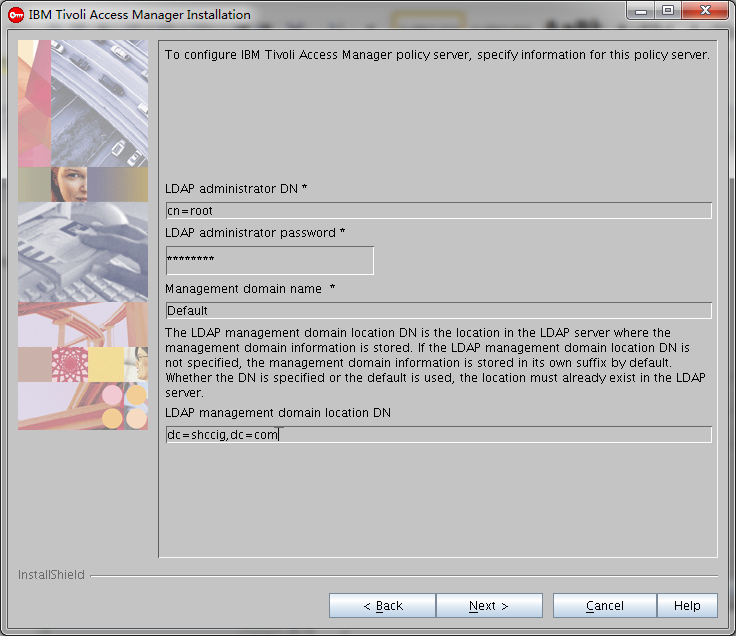 IBM Tivoli Access Manager Installation
To configure IBM Tivoli Access Manager policy server, specify information for this policy server.
LDAP administrator DN *
cn=root
LDAP administrator password *
********
Management domain name *
Default
The LDAP management domain location DN is the location in the LDAP server where the
management domain information is stored. If the LDAP management domain location DN is
not specified, the management domain information is stored in its own suffix by default.
Whether the DN is specified or the default is used, the location must already exist in the LDAP
server.
LDAP management domain location DN
dc=shccig,dc=com
InstallShield
< Back
Next >
Cancel
Help